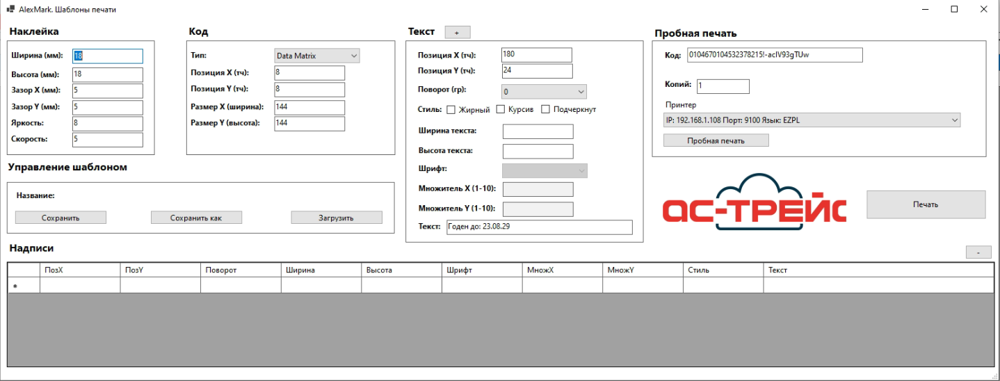 AlexMark. Шаблоны печати
Наклейка
Ширина (мм): 18
Высота (мм): 18
Зазор X (мм): 5
Зазор Y (мм): 5
Яркость: 8
Скорость: 5
Код
Тип: Data Matrix
Позиция X (тч): 8
Позиция Y (тч): 8
Размер X (ширина): 144
Размер Y (высота): 144
Управление шаблоном
Название:
Сохранить Сохранить как Загрузить
Текст +
Позиция X (тч): 180
Позиция Y (тч): 24
Поворот (гр): 0
Стиль: Жирный Курсив Подчеркнут
Ширина текста:
Высота текста:
Шрифт:
Множитель X (1-10):
Множитель Y (1-10):
Текст: Годен до: 23.08.29
Пробная печать
Код: 0104670104532378215!-acIV93gTUw
Копий: 1
Принтер
IP: 192.168.1.108 Порт: 9100 Язык: EZPL
Пробная печать
АС-ТРЕЙС
Печать
Надписи -
ПозX ПозY Поворот Ширина Высота Шрифт МножX МножY Стиль Текст